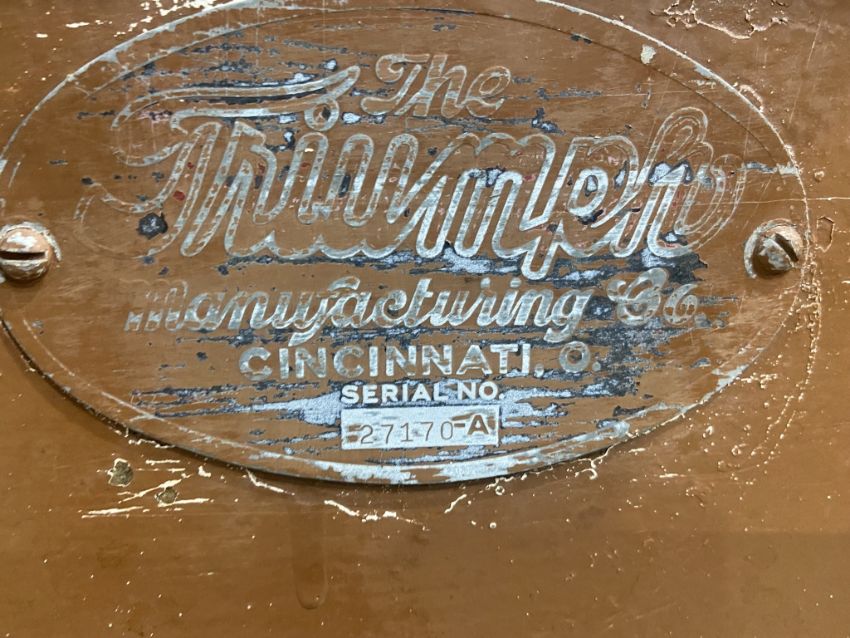 The
Triumph
Manufacturing Co.
CINCINNATI, O.
SERIAL NO.
27170-A